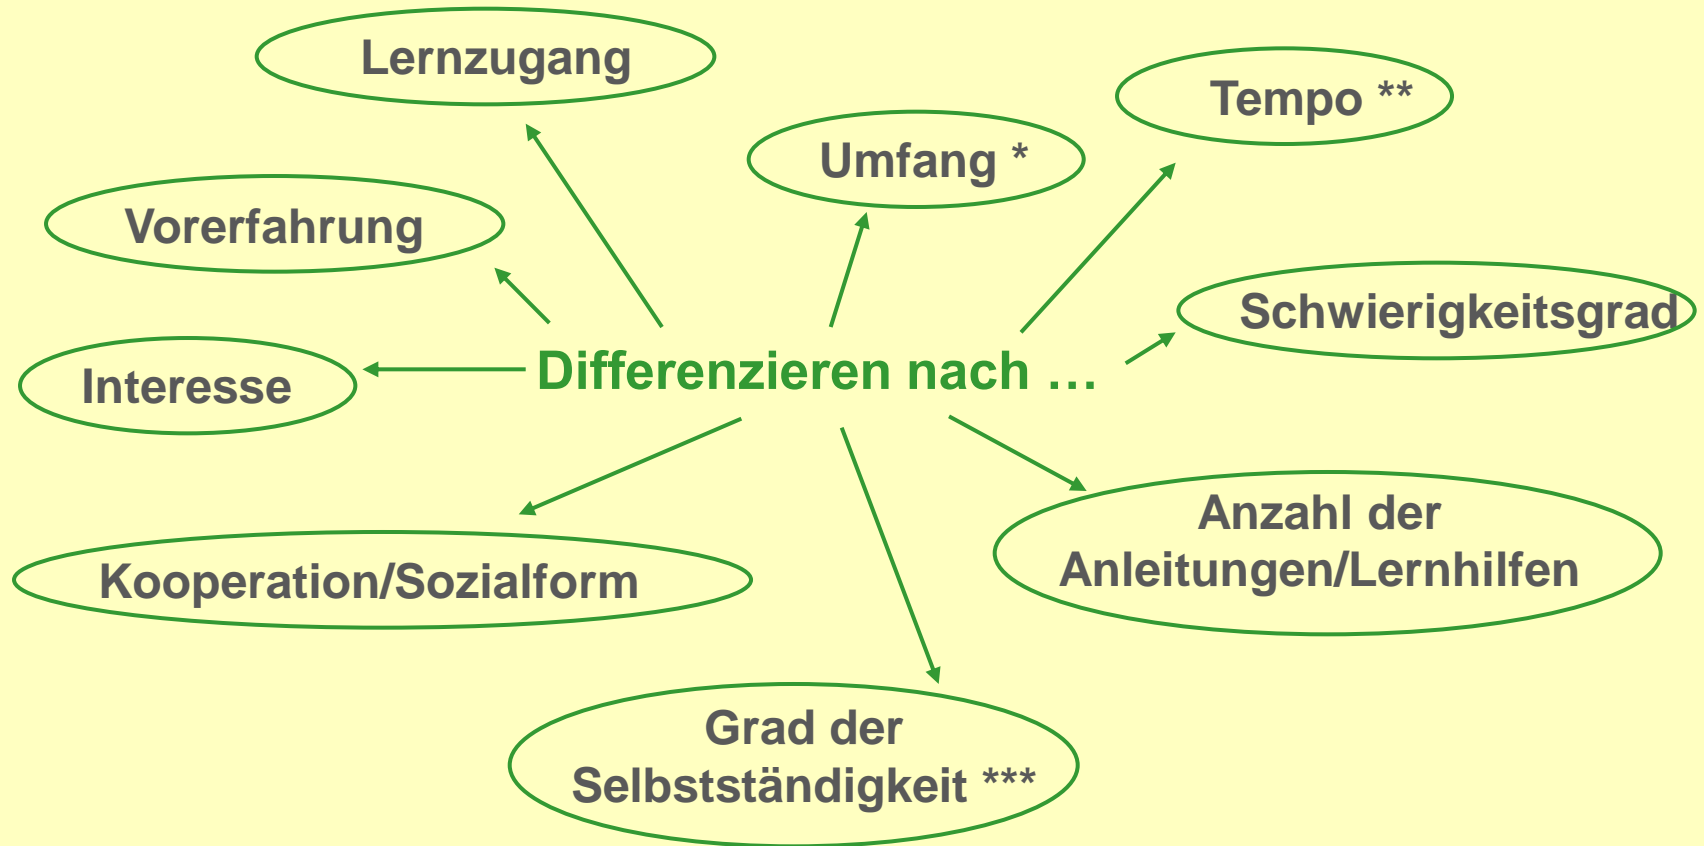 Lernzugang
Tempo **
Umfang *
Vorerfahrung
Schwierigkeitsgrad
Differenzieren nach …
Interesse
Anzahl der
Anleitungen/Lernhilfen
Kooperation/Sozialform
Grad der
Selbstständigkeit ***